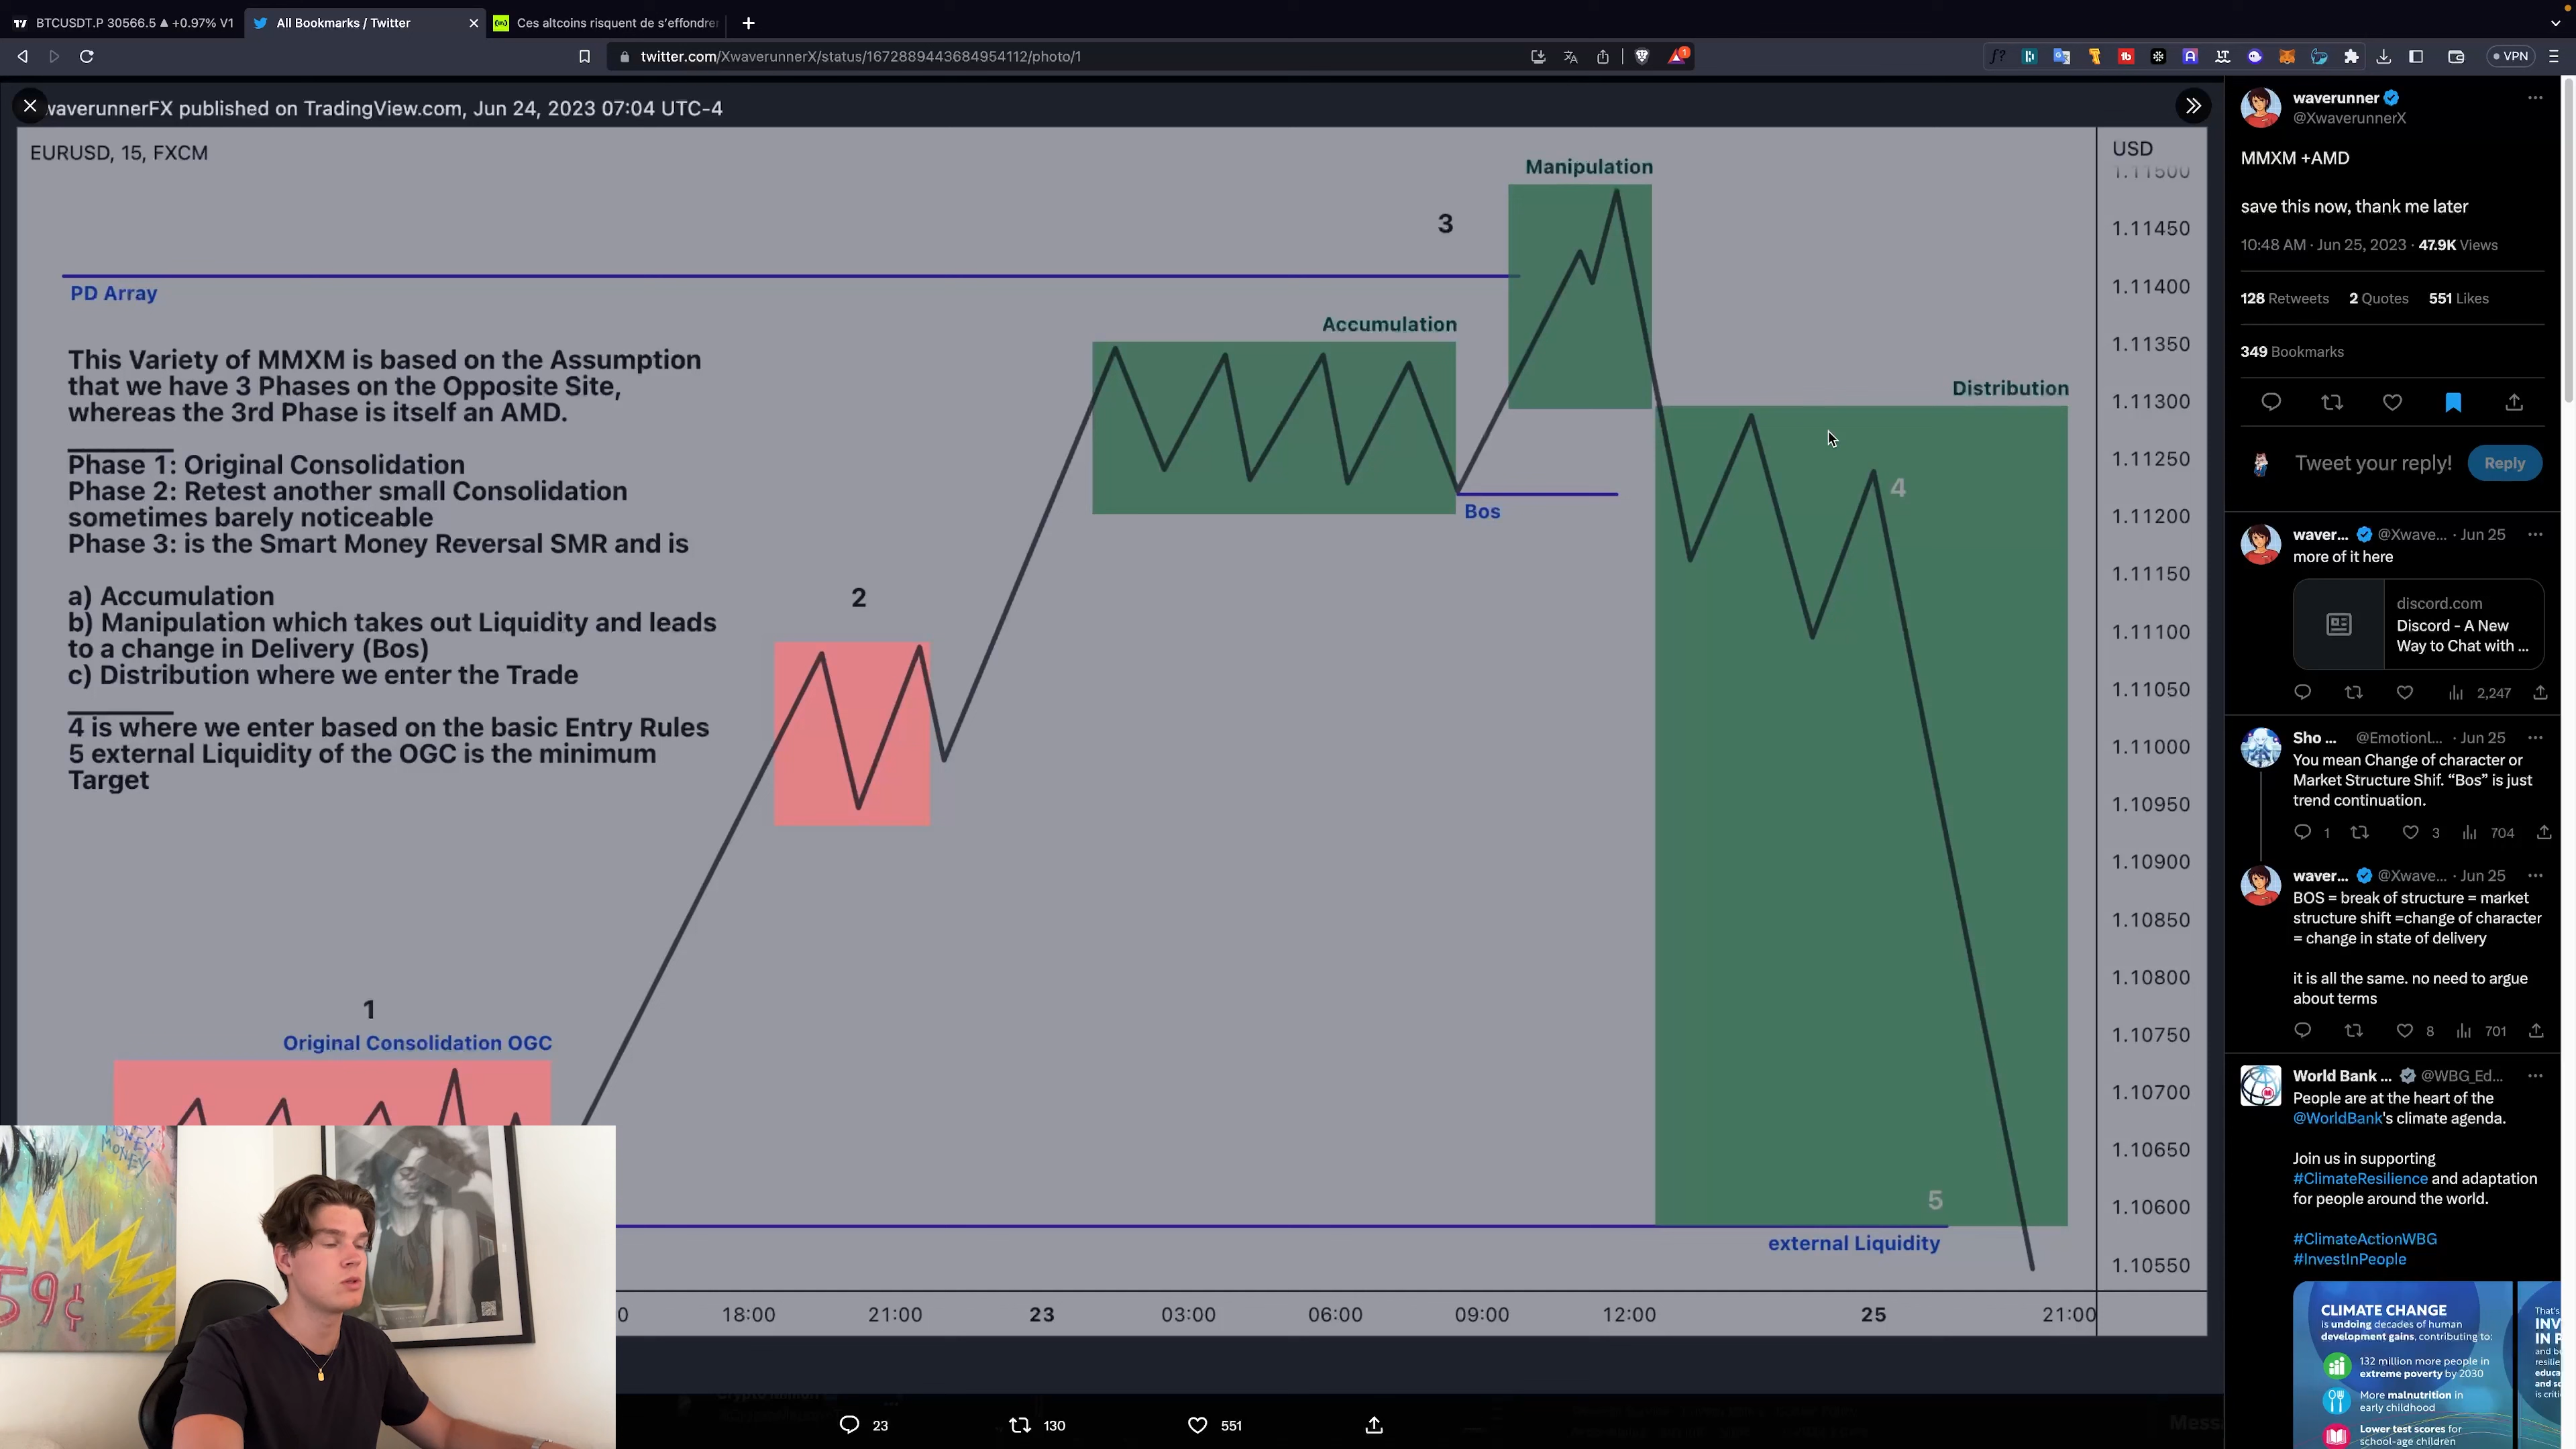 BTCUSDT.P 30566.5 ▲ +0.97% V1
All Bookmarks / Twitter
Ces altcoins risquent de s'effondrer
twitter.com/XwaverunnerX/status/1672889443684954112/photo/1
1
VPN
waverunnerFX published on TradingView.com, Jun 24, 2023 07:04 UTC-4
EURUSD, 15, FXCM
PD Array
This Variety of MMXM is based on the Assumption
that we have 3 Phases on the Opposite Site,
whereas the 3rd Phase is itself an AMD.
Phase 1: Original Consolidation
Phase 2: Retest another small Consolidation
sometimes barely noticeable
Phase 3: is the Smart Money Reversal SMR and is
a) Accumulation
b) Manipulation which takes out Liquidity and leads
to a change in Delivery (Bos)
c) Distribution where we enter the Trade
4 is where we enter based on the basic Entry Rules
5 external Liquidity of the OGC is the minimum
Target
1
Original Consolidation OGC
2
3
Accumulation
Manipulation
Bos
Distribution
4
5
external Liquidity
USD
1.11500
1.11450
1.11400
1.11350
1.11300
1.11250
1.11200
1.11150
1.11100
1.11050
1.11000
1.10950
1.10900
1.10850
1.10800
1.10750
1.10700
1.10650
1.10600
1.10550
0
18:00
21:00
23
03:00
06:00
09:00
12:00
25
21:00
MONEY
59¢
23
130
551
waverunner
@XwaverunnerX
MMXM +AMD
save this now, thank me later
10:48 AM · Jun 25, 2023 · 47.9K Views
128 Retweets 2 Quotes 551 Likes
349 Bookmarks
Tweet your reply!
Reply
waver... @Xwave... · Jun 25
more of it here
discord.com
Discord - A New
Way to Chat with ...
2,247
Sho ... @Emotionl... · Jun 25
You mean Change of character or
Market Structure Shif. “Bos” is just
trend continuation.
1 3 704
waver... @Xwave... · Jun 25
BOS = break of structure = market
structure shift =change of character
= change in state of delivery
it is all the same. no need to argue
about terms
8 701
World Bank ... @WBG_Ed...
People are at the heart of the
@WorldBank's climate agenda.
Join us in supporting
#ClimateResilience and adaptation
for people around the world.
#ClimateActionWBG
#InvestInPeople
CLIMATE CHANGE
is undoing decades of human
development gains, contributing to:
132 million more people in
extreme poverty by 2030
More malnutrition in
early childhood
Lower test scores for
school-age children
That's
INV
IN P